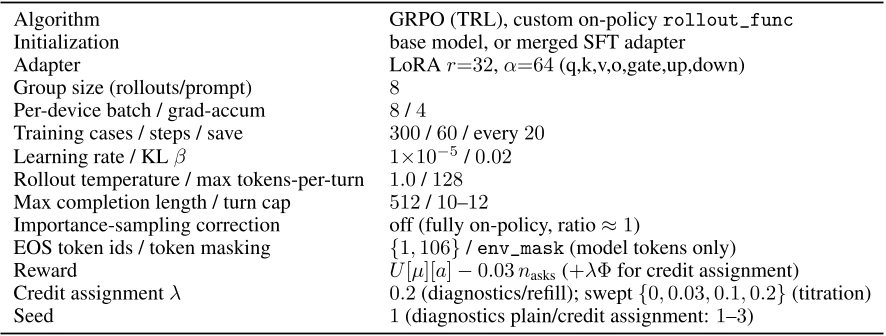 Algorithm GRPO (TRL), custom on-policy rollout_func
Initialization base model, or merged SFT adapter
Adapter LoRA r=32, α=64 (q,k,v,o,gate,up,down)
Group size (rollouts/prompt) 8
Per-device batch / grad-accum 8 / 4
Training cases / steps / save 300 / 60 / every 20
Learning rate / KL β 1×10⁻⁵ / 0.02
Rollout temperature / max tokens-per-turn 1.0 / 128
Max completion length / turn cap 512 / 10–12
Importance-sampling correction off (fully on-policy, ratio ≈ 1)
EOS token ids / token masking {1, 106} / env_mask (model tokens only)
Reward U[μ][a] − 0.03 n_asks (+λΦ for credit assignment)
Credit assignment λ 0.2 (diagnostics/refill); swept {0, 0.03, 0.1, 0.2} (titration)
Seed 1 (diagnostics plain/credit assignment: 1–3)